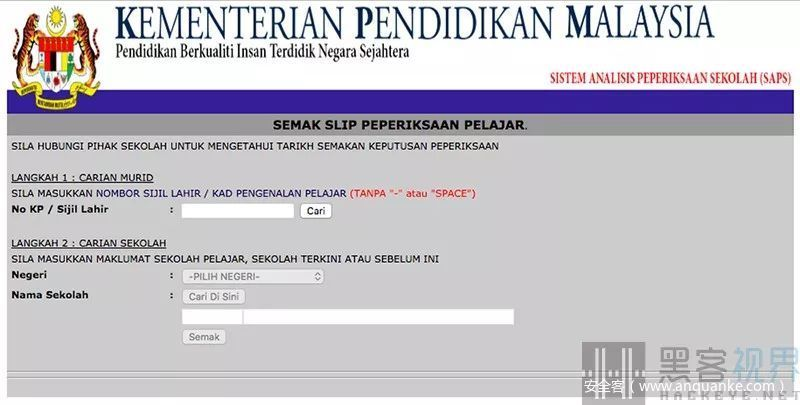 KEMENTERIAN PENDIDIKAN MALAYSIA
Pendidikan Berkualiti Insan Terdidik Negara Sejahtera
SISTEM ANALISIS PEPERIKSAAN SEKOLAH (SAPS)
SEMAK SLIP PEPERIKSAAN PELAJAR.
SILA HUBUNGI PIHAK SEKOLAH UNTUK MENGETAHUI TARIKH SEMAKAN KEPUTUSAN PEPERIKSAAN
LANGKAH 1 : CARIAN MURID
SILA MASUKKAN NOMBOR SIJIL LAHIR / KAD PENGENALAN PELAJAR (TANPA "-" atau "SPACE")
No KP / Sijil Lahir : Cari
LANGKAH 2 : CARIAN SEKOLAH
SILA MASUKKAN MAKLUMAT SEKOLAH PELAJAR, SEKOLAH TERKINI ATAU SEBELUM INI
Negeri : -PILIH NEGERI-
Nama Sekolah : Cari Di Sini
Semak
黑客视界
安全客 ( www.anquanke.com )
HACKEYE.NET